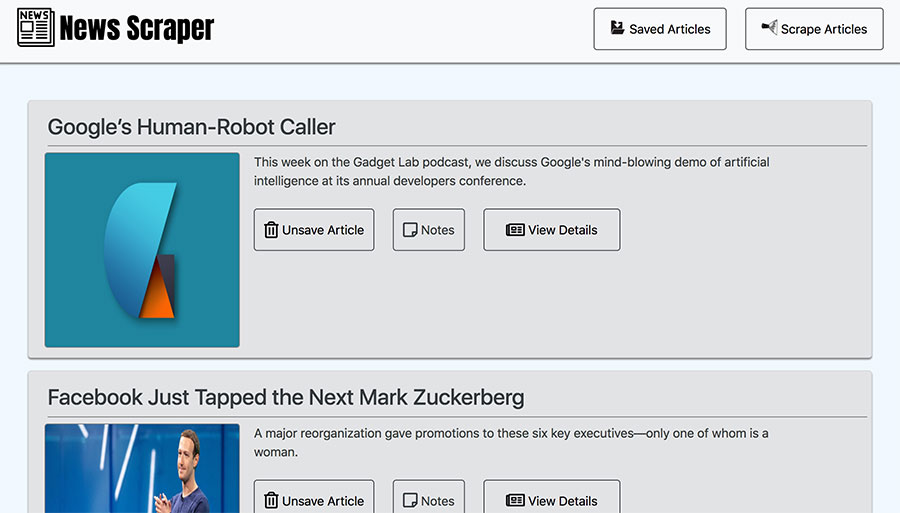 NEWS
News Scraper
Saved Articles
Scrape Articles
Google’s Human-Robot Caller
This week on the Gadget Lab podcast, we discuss Google's mind-blowing demo of artificial
intelligence at its annual developers conference.
Unsave Article
Notes
View Details
Facebook Just Tapped the Next Mark Zuckerberg
A major reorganization gave promotions to these six key executives—only one of whom is a
woman.
Unsave Article
Notes
View Details